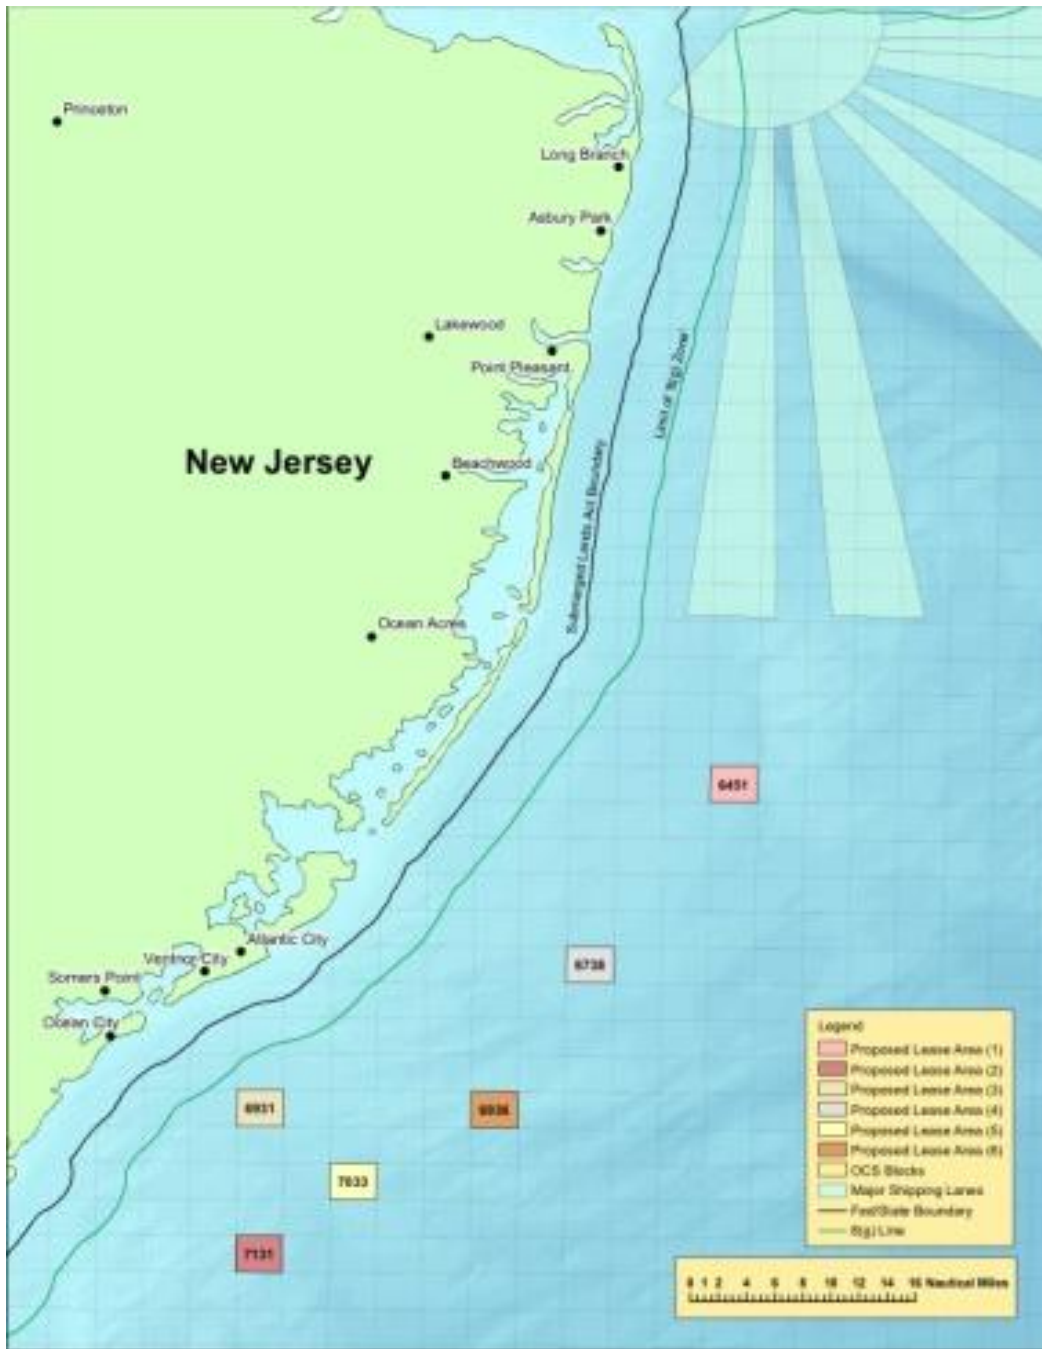 Princeton
Long Branch
Asbury Park
Lakewood
Point Pleasant
Limit of 8(g) Zone
New Jersey
Beachwood
Submerged Lands Act Boundary
Ocean Acres
6451
Atlantic City
Ventnor City
6738
Somers Point
Ocean City
6931
6936
7033
7131
Legend
Proposed Lease Area (1)
Proposed Lease Area (2)
Proposed Lease Area (3)
Proposed Lease Area (4)
Proposed Lease Area (5)
Proposed Lease Area (6)
OCS Blocks
Major Shipping Lanes
Fed/State Boundary
8(g) Line
0 1 2 4 6 8 10 12 14 16 Nautical Miles